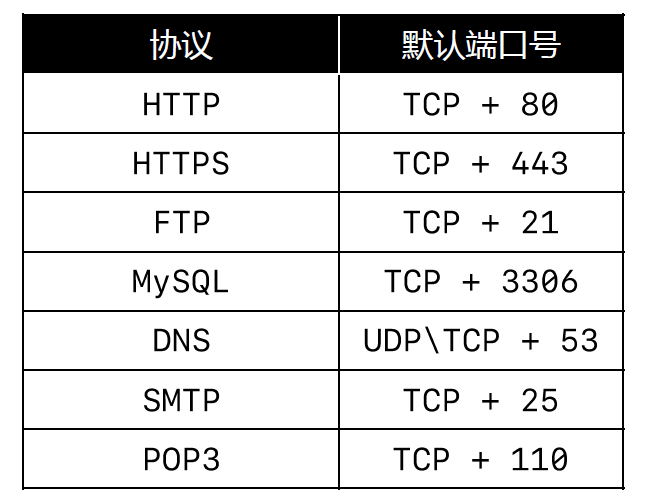 协议 默认端口号
HTTP TCP + 80
HTTPS TCP + 443
FTP TCP + 21
MySQL TCP + 3306
DNS UDP\TCP + 53
SMTP TCP + 25
POP3 TCP + 110